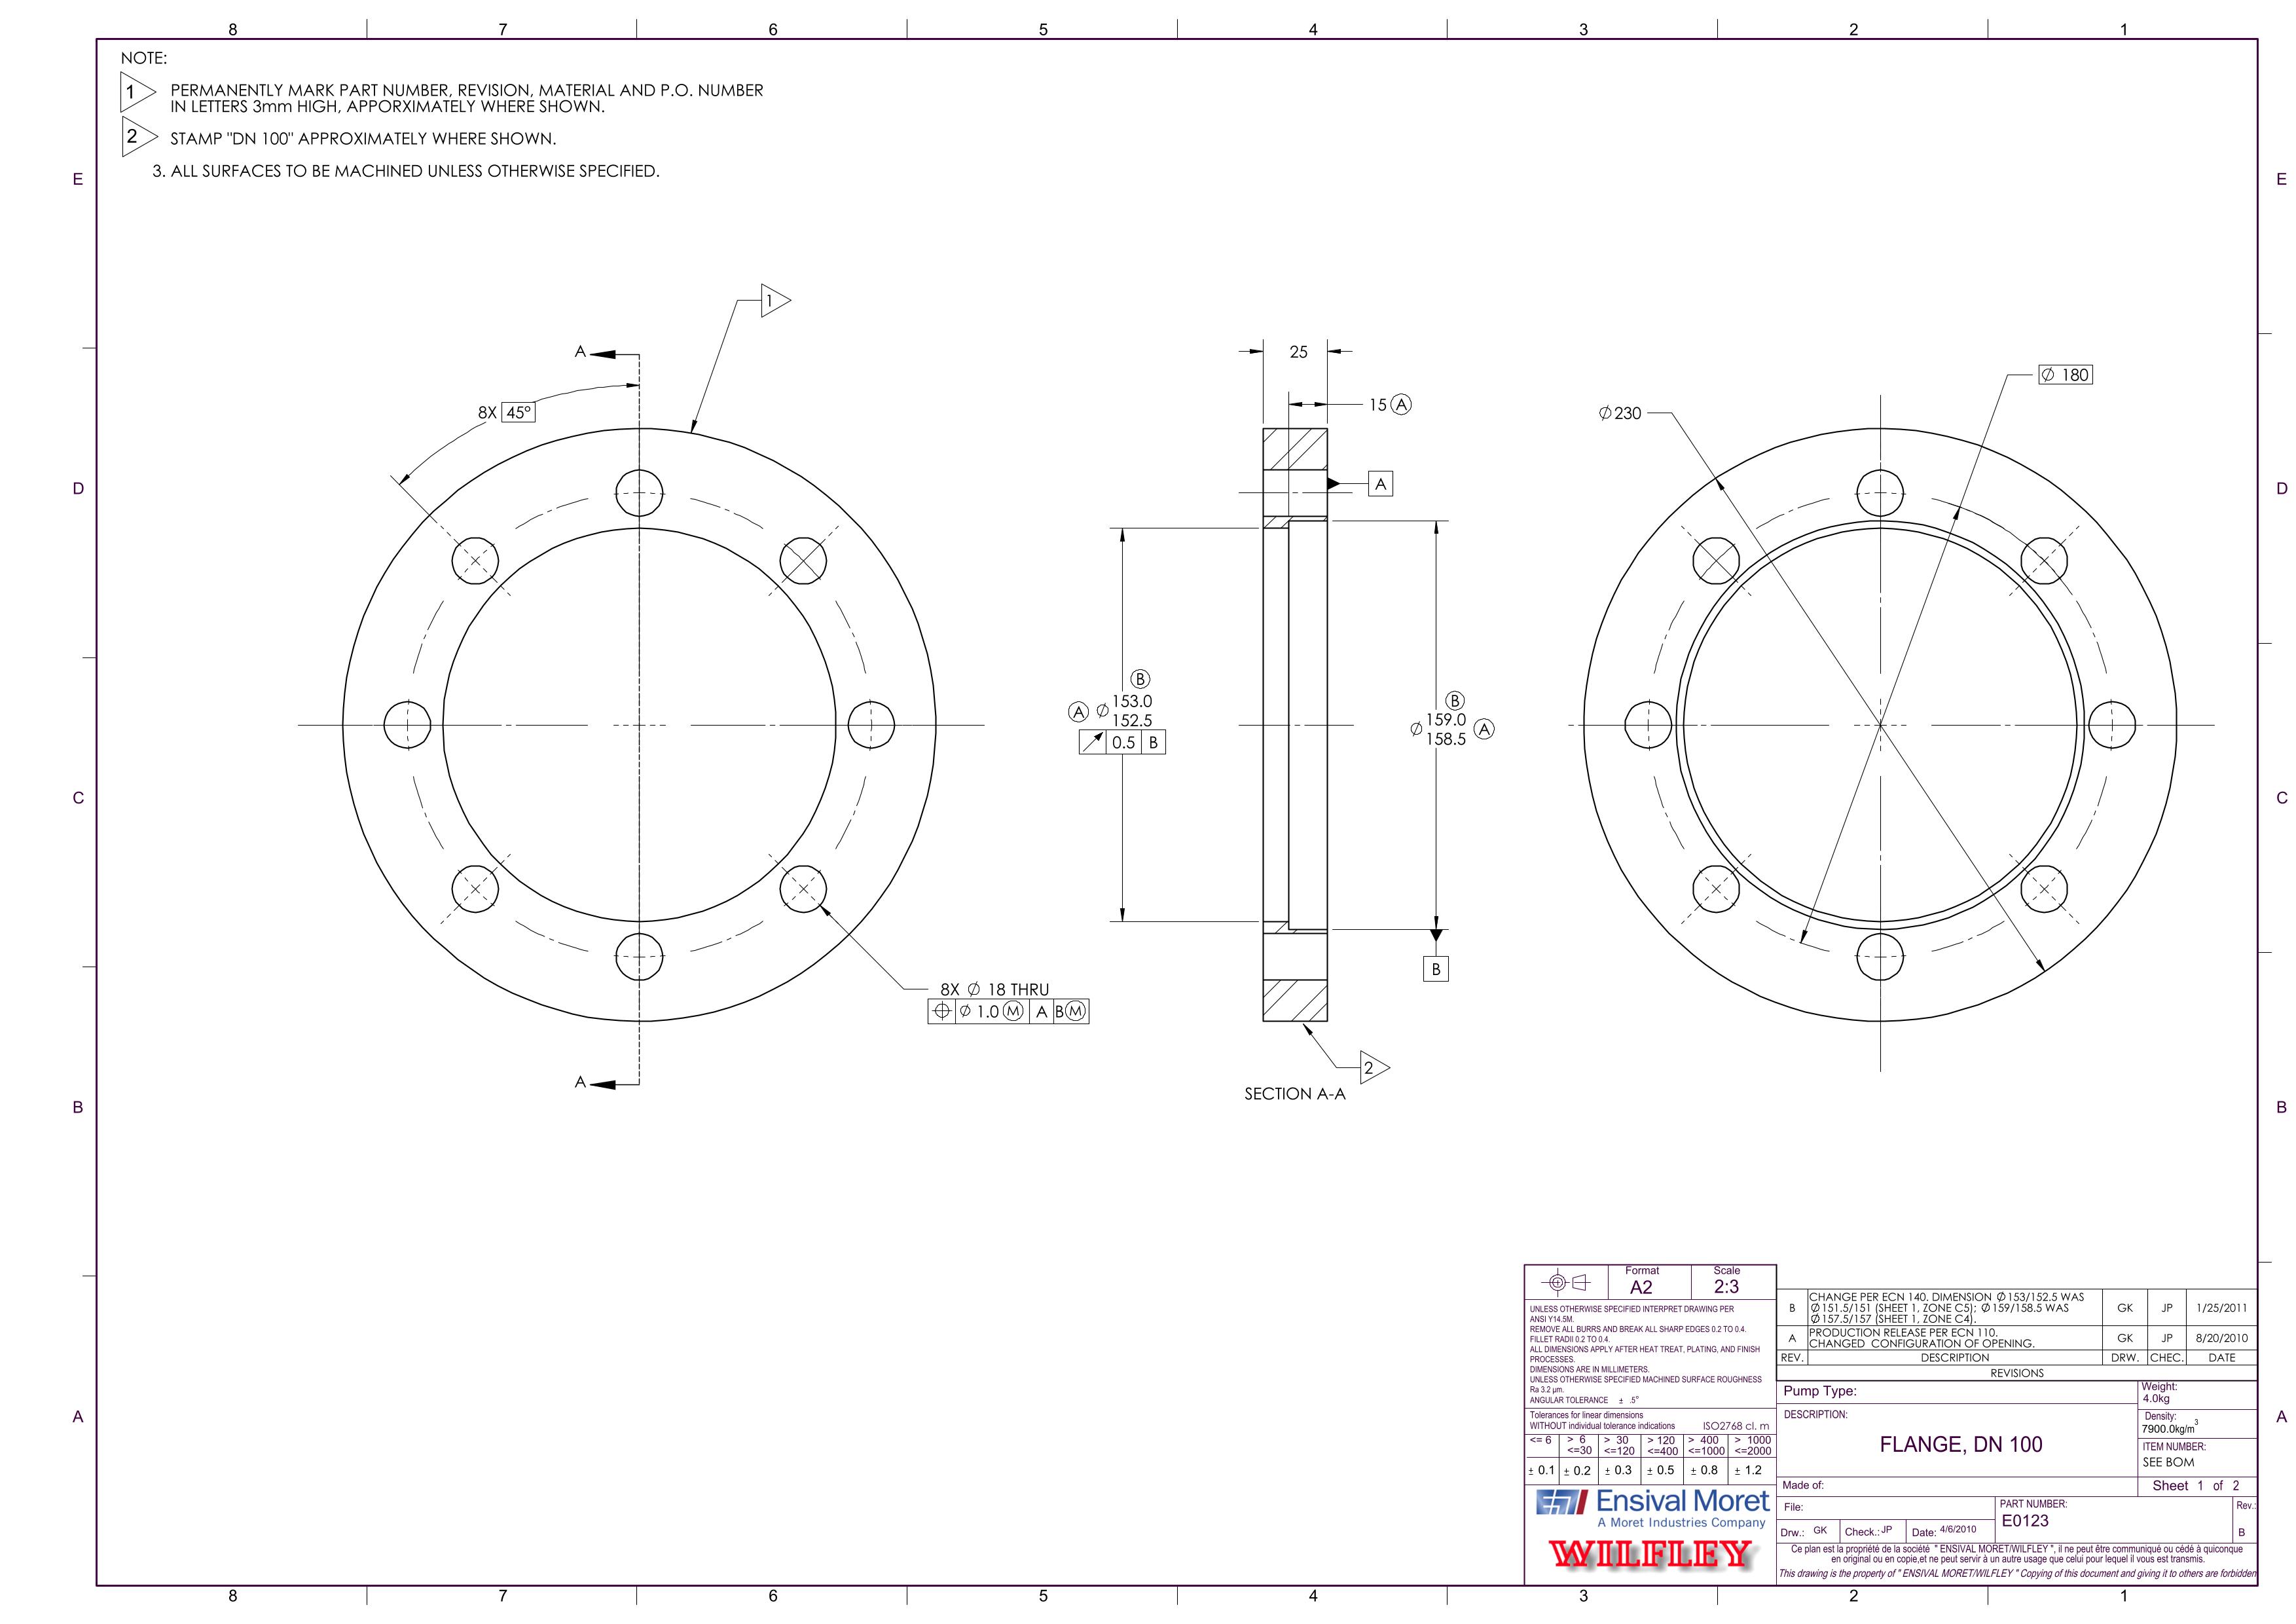 8 7 6 5 4 3 2 1
NOTE:
1 PERMANENTLY MARK PART NUMBER, REVISION, MATERIAL AND P.O. NUMBER
IN LETTERS 3mm HIGH, APPORXIMATELY WHERE SHOWN.
2 STAMP "DN 100" APPROXIMATELY WHERE SHOWN.
3. ALL SURFACES TO BE MACHINED UNLESS OTHERWISE SPECIFIED.
E E
1
A
8X 45°
25
15 A
Ø 180
Ø 230
D D
A
B
A Ø 153.0
152.5
0.5 B
B
Ø 159.0 A
158.5
C C
B
8X Ø 18 THRU
Ø 1.0 M A B M
A
2
SECTION A-A
B B
Format
A2
Scale
2:3
UNLESS OTHERWISE SPECIFIED INTERPRET DRAWING PER
ANSI Y14.5M.
REMOVE ALL BURRS AND BREAK ALL SHARP EDGES 0.2 TO 0.4.
FILLET RADII 0.2 TO 0.4.
ALL DIMENSIONS APPLY AFTER HEAT TREAT, PLATING, AND FINISH
PROCESSES.
DIMENSIONS ARE IN MILLIMETERS.
UNLESS OTHERWISE SPECIFIED MACHINED SURFACE ROUGHNESS
Ra 3.2 µm.
ANGULAR TOLERANCE ± .5°
Tolerances for linear dimensions
WITHOUT individual tolerance indications ISO2768 cl. m
<= 6 > 6 > 30 > 120 > 400 > 1000
<=30 <=120 <=400 <=1000 <=2000
± 0.1 ± 0.2 ± 0.3 ± 0.5 ± 0.8 ± 1.2
Ensival Moret
A Moret Industries Company
WILFLEY
B CHANGE PER ECN 140. DIMENSION Ø153/152.5 WAS
Ø151.5/151 (SHEET 1, ZONE C5); Ø159/158.5 WAS GK JP 1/25/2011
Ø157.5/157 (SHEET 1, ZONE C4).
A PRODUCTION RELEASE PER ECN 110.
CHANGED CONFIGURATION OF OPENING. GK JP 8/20/2010
REV. DESCRIPTION DRW. CHEC. DATE
REVISIONS
Pump Type:
Weight:
4.0kg
DESCRIPTION:
FLANGE, DN 100
Density:
7900.0kg/m3
ITEM NUMBER:
SEE BOM
Made of:
Sheet 1 of 2
File:
PART NUMBER:
E0123
Rev.:
B
Drw.: GK Check.: JP Date: 4/6/2010
Ce plan est la propriété de la société " ENSIVAL MORET/WILFLEY ", il ne peut être communiqué ou cédé à quiconque
en original ou en copie,et ne peut servir à un autre usage que celui pour lequel il vous est transmis.
This drawing is the property of " ENSIVAL MORET/WILFLEY " Copying of this document and giving it to others are forbidden
A A
8 7 6 5 4 3 2 1